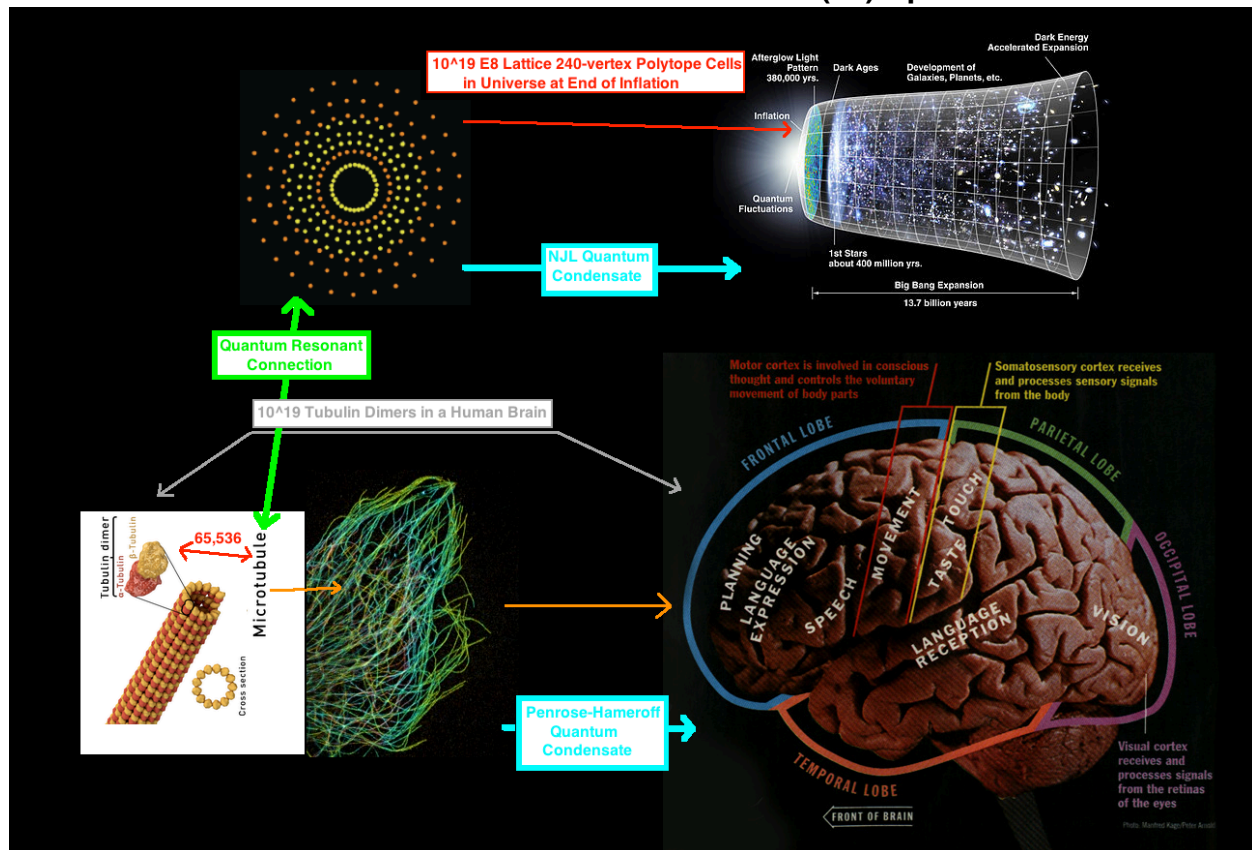 10^19 E8 Lattice 240-vertex Polytope Cells
in Universe at End of Inflation
Dark Energy
Accelerated Expansion
Afterglow Light
Pattern
380,000 yrs.
Dark Ages
Development of
Galaxies, Planets, etc.
Inflation
Quantum
Fluctuations
1st Stars
about 400 million yrs.
Big Bang Expansion
13.7 billion years
NJL Quantum
Condensate
Quantum Resonant
Connection
10^19 Tubulin Dimers in a Human Brain
Tubulin dimer
α-Tubulin
β-Tubulin
65,536
Microtubule
Cross section
Penrose-Hameroff
Quantum
Condensate
Motor cortex is involved in conscious
thought and controls the voluntary
movement of body parts
Somatosensory cortex receives
and processes sensory signals
from the body
FRONTAL LOBE
PARIETAL LOBE
OCCIPITAL LOBE
TEMPORAL LOBE
PLANNING
LANGUAGE
EXPRESSION
SPEECH
MOVEMENT
TOUCH
TASTE
LANGUAGE
RECEPTION
VISION
Visual cortex
receives and
processes signals
from the retinas
of the eyes
FRONT OF BRAIN
Photo: Manfred Kage/Peter Arnold